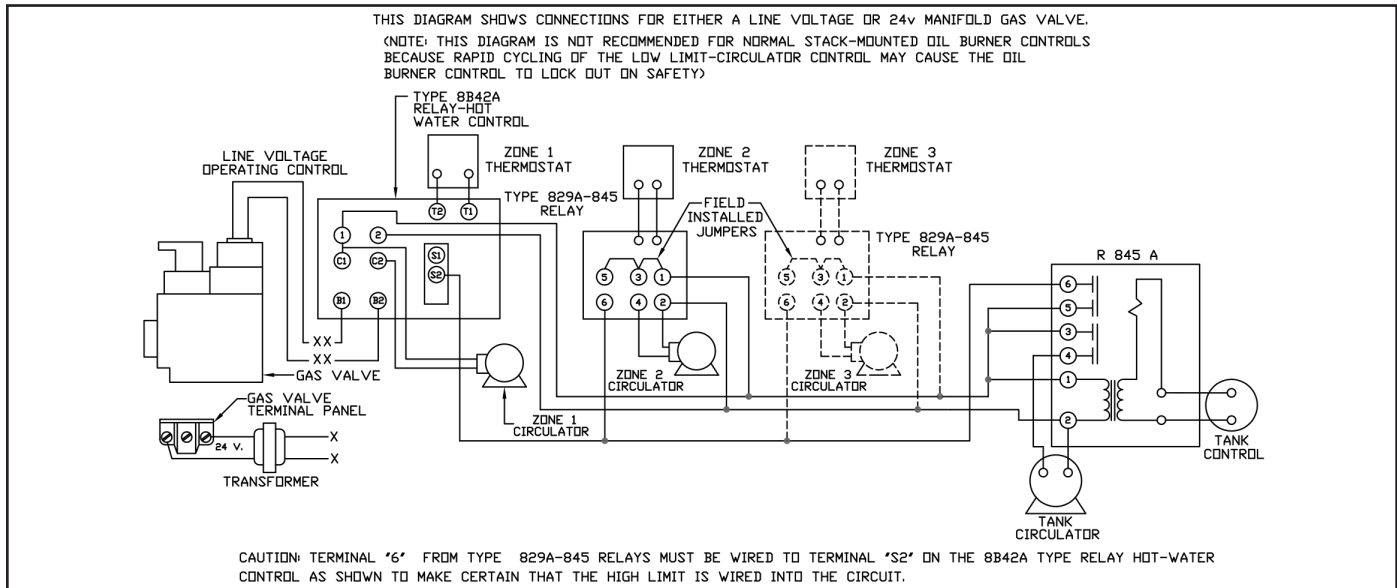 THIS DIAGRAM SHOWS CONNECTIONS FOR EITHER A LINE VOLTAGE OR 24v MANIFOLD GAS VALVE.
(NOTE: THIS DIAGRAM IS NOT RECOMMENDED FOR NORMAL STACK-MOUNTED OIL BURNER CONTROLS
BECAUSE RAPID CYCLING OF THE LOW LIMIT-CIRCULATOR CONTROL MAY CAUSE THE OIL
BURNER CONTROL TO LOCK OUT ON SAFETY)
TYPE 8B42A
RELAY-HOT
WATER CONTROL
LINE VOLTAGE
OPERATING CONTROL
ZONE 1
THERMOSTAT
ZONE 2
THERMOSTAT
ZONE 3
THERMOSTAT
TYPE 829A-845
RELAY
FIELD
INSTALLED
JUMPERS
TYPE 829A-845
RELAY
R 845 A
T2 T1
1 2
C1 C2
S1
S2
B1 B2
5 3 1
6 4 2
5 3 1
6 4 2
6
5
3
4
1
2
XX
XX
GAS VALVE
GAS VALVE
TERMINAL PANEL
24 V.
X
X
TRANSFORMER
ZONE 1
CIRCULATOR
ZONE 2
CIRCULATOR
ZONE 3
CIRCULATOR
TANK
CONTROL
TANK
CIRCULATOR
CAUTION: TERMINAL "6" FROM TYPE 829A-845 RELAYS MUST BE WIRED TO TERMINAL "S2" ON THE 8B42A TYPE RELAY HOT-WATER
CONTROL AS SHOWN TO MAKE CERTAIN THAT THE HIGH LIMIT IS WIRED INTO THE CIRCUIT.